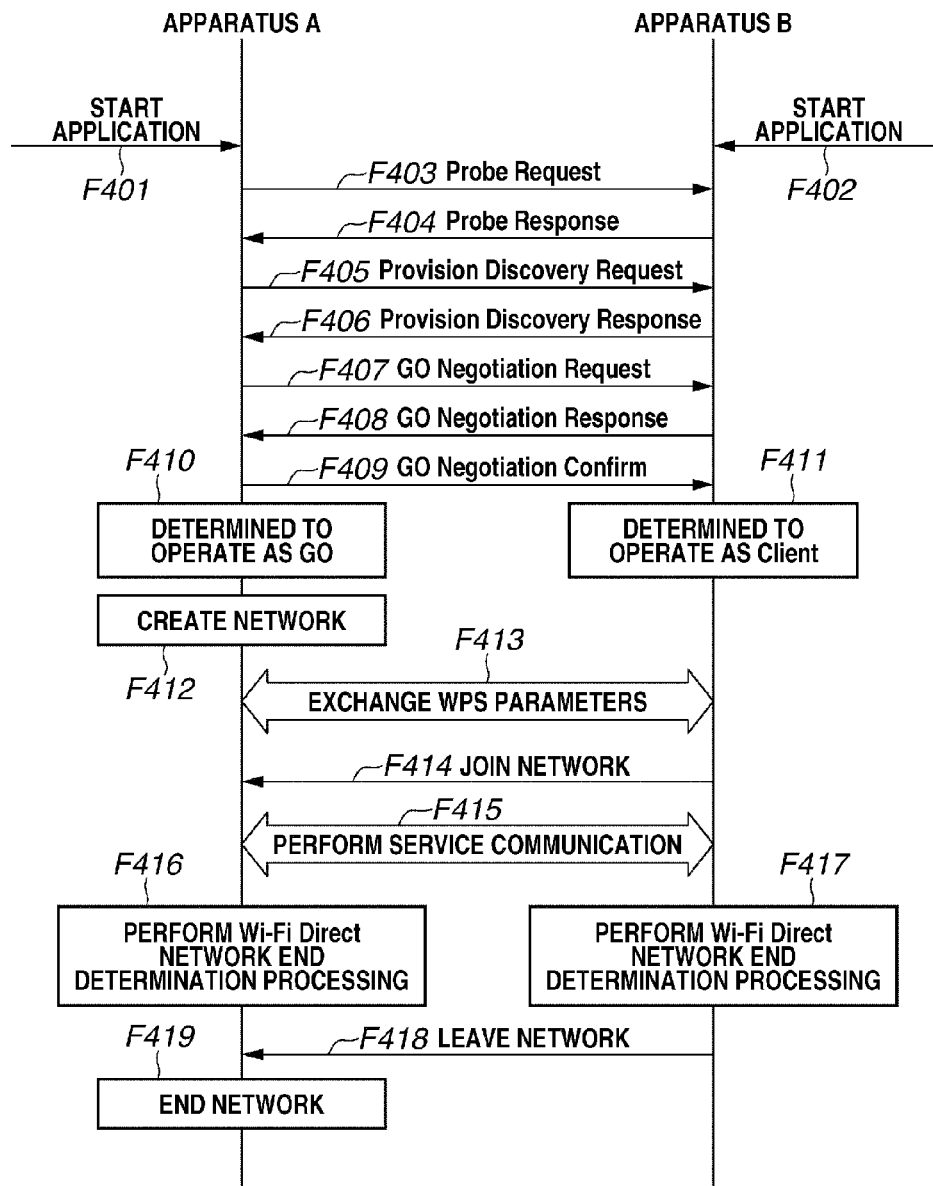 APPARATUS A
APPARATUS B
START
APPLICATION
START
APPLICATION
F401
F402
F403 Probe Request
F404 Probe Response
F405 Provision Discovery Request
F406 Provision Discovery Response
F407 GO Negotiation Request
F408 GO Negotiation Response
F409 GO Negotiation Confirm
F410
F411
DETERMINED TO
OPERATE AS GO
DETERMINED TO
OPERATE AS Client
CREATE NETWORK
F412
F413
EXCHANGE WPS PARAMETERS
F414 JOIN NETWORK
F415
PERFORM SERVICE COMMUNICATION
F416
F417
PERFORM Wi-Fi Direct
NETWORK END
DETERMINATION PROCESSING
PERFORM Wi-Fi Direct
NETWORK END
DETERMINATION PROCESSING
F418 LEAVE NETWORK
F419
END NETWORK